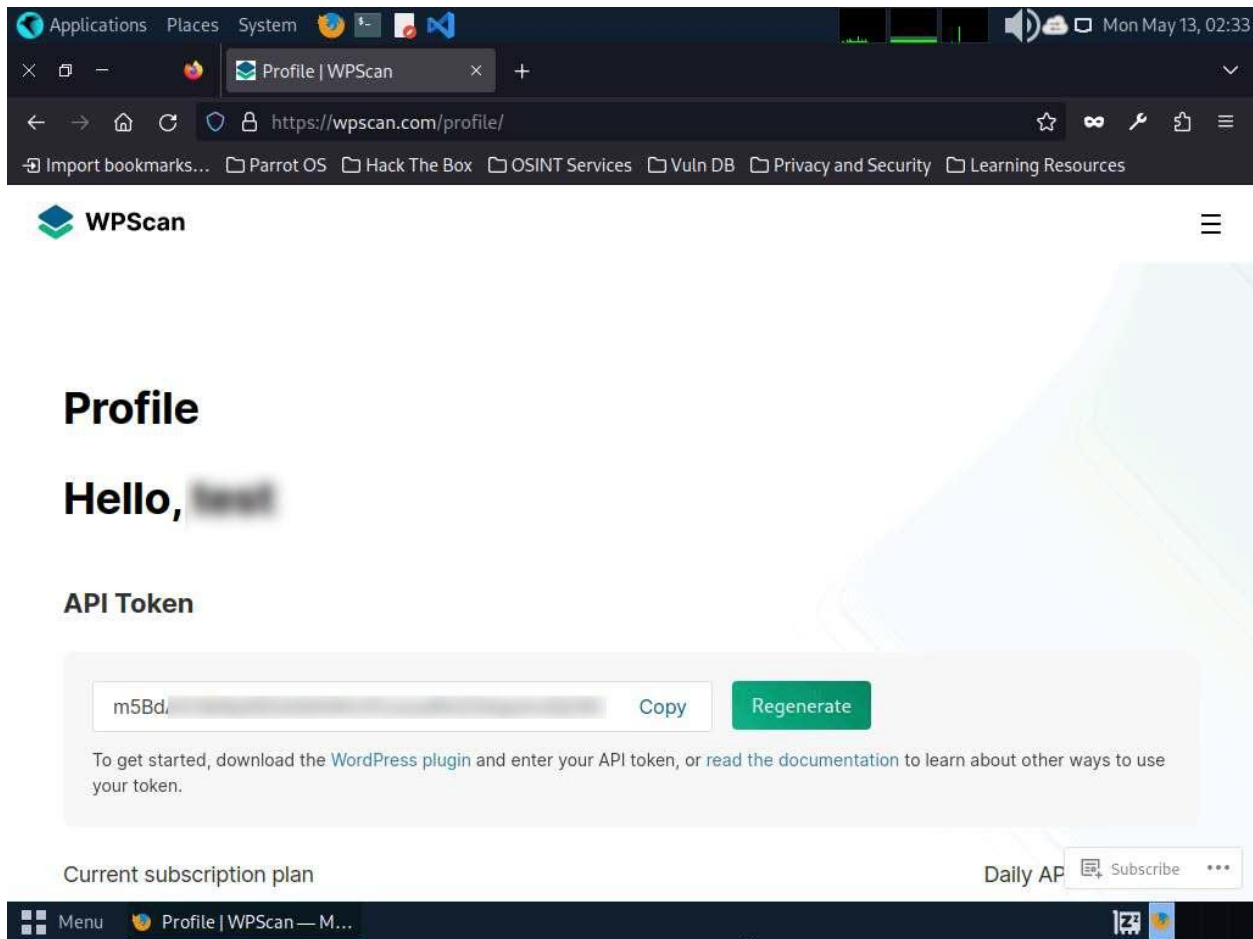 Applications Places System Mon May 13, 02:33
Profile | WPScan
https://wpscan.com/profile/
Import bookmarks... Parrot OS Hack The Box OSINT Services Vuln DB Privacy and Security Learning Resources
WPScan
Profile
Hello,
API Token
m5Bd
Copy
Regenerate
To get started, download the WordPress plugin and enter your API token, or read the documentation to learn about other ways to use
your token.
Current subscription plan
Daily AP
Subscribe
Menu Profile | WPScan — M...